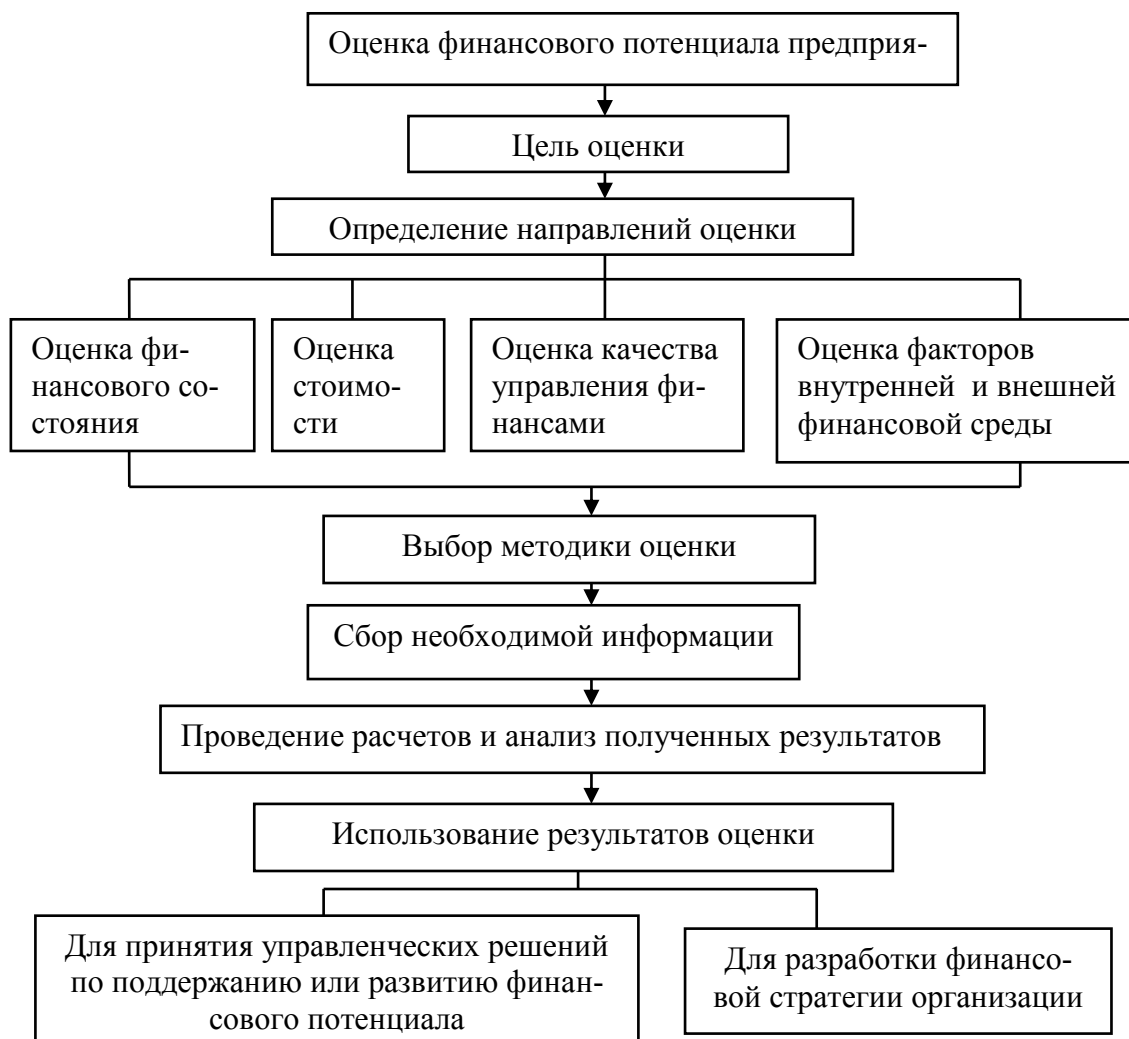 Оценка финансового потенциала предприя-
Цель оценки
Определение направлений оценки
Оценка фи-
нансового со-
стояния
Оценка
стоимо-
сти
Оценка качества
управления фи-
нансами
Оценка факторов
внутренней и внешней
финансовой среды
Выбор методики оценки
Сбор необходимой информации
Проведение расчетов и анализ полученных результатов
Использование результатов оценки
Для принятия управленческих решений
по поддержанию или развитию финан-
сового потенциала
Для разработки финансо-
вой стратегии организации